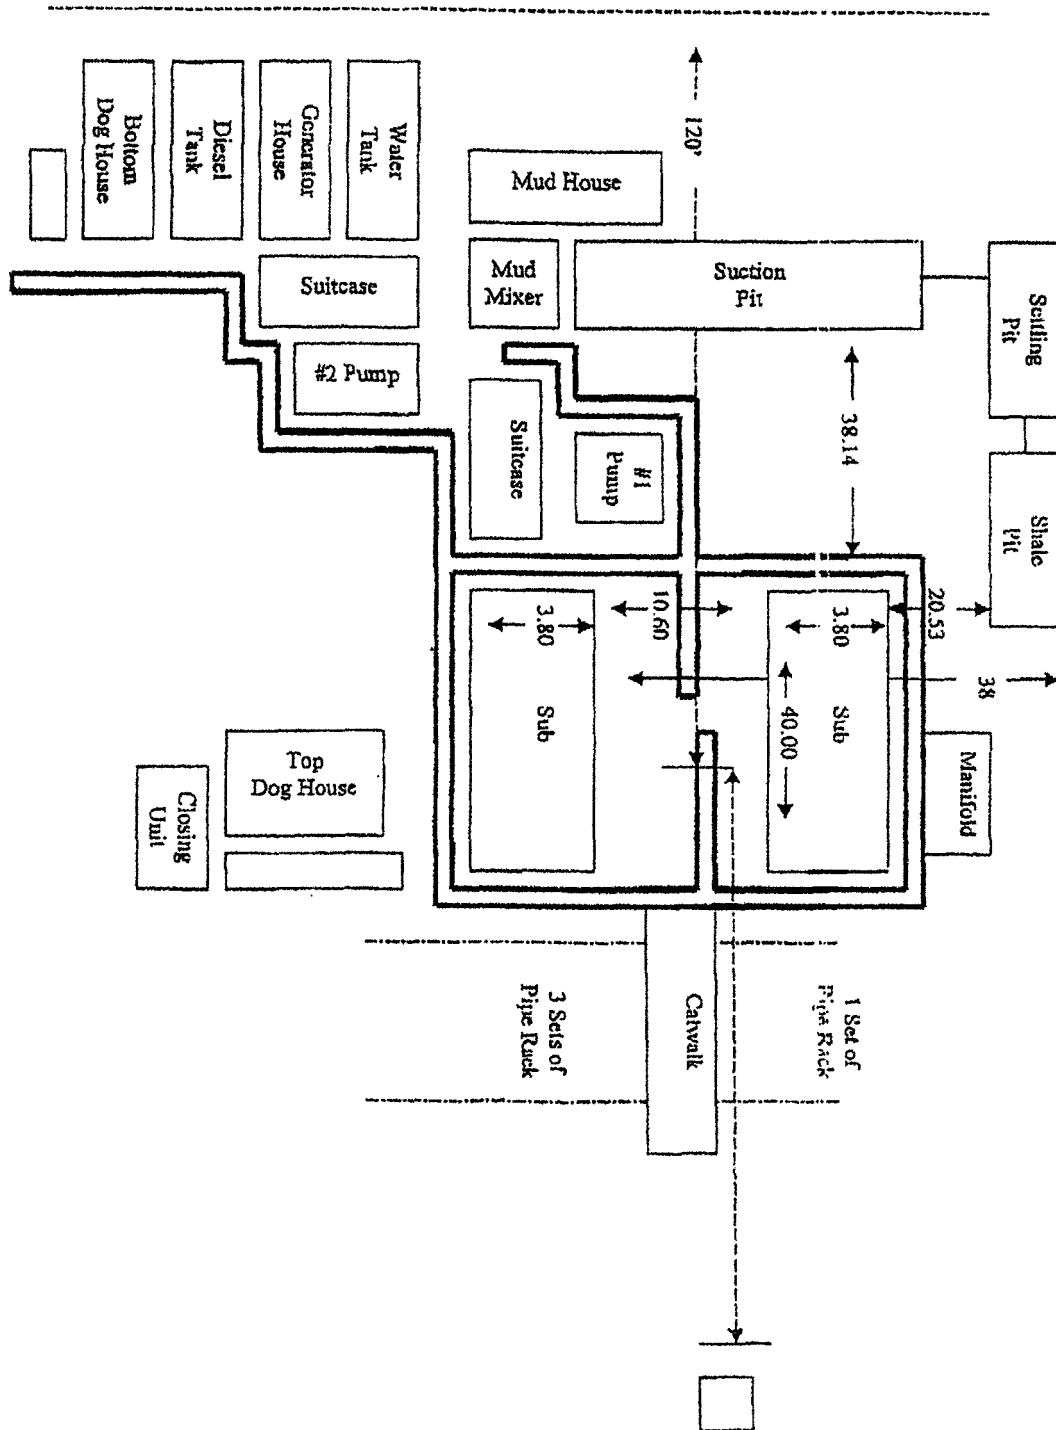 120'
Water
Tank
Generator
House
Diesel
Tank
Bottom
Dog House
Mud House
Mud
Mixer
Suction
Pit
Settling
Pit
Suitcase
#2 Pump
Suitcase
#1
Pump
38.14
Shale
Pit
20.53
10.60
3.80
3.80
38
40.00
Sub
Sub
Manifold
Top
Dog House
Closing
Unit
Catwalk
1 Set of
Pipe Rack
3 Sets of
Pipe Rack